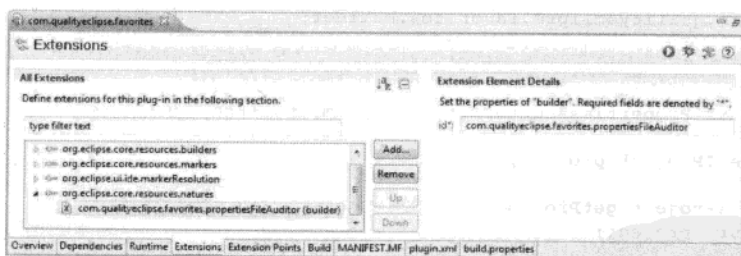 com.qualityeclipse.favorites
Extensions
All Extensions
Define extensions for this plug-in in the following section.
type filter text
org.eclipse.core.resources.builders
org.eclipse.core.resources.markers
org.eclipse.ui.ide.markerResolution
org.eclipse.core.resources.natures
com.qualityeclipse.favorites.propertiesFileAuditor (builder)
Add...
Remove
Up
Down
Extension Element Details
Set the properties of "builder". Required fields are denoted by "*".
id*: com.qualityeclipse.favorites.propertiesFileAuditor
Overview Dependencies Runtime Extensions Extension Points Build MANIFEST.MF plugin.xml build.properties